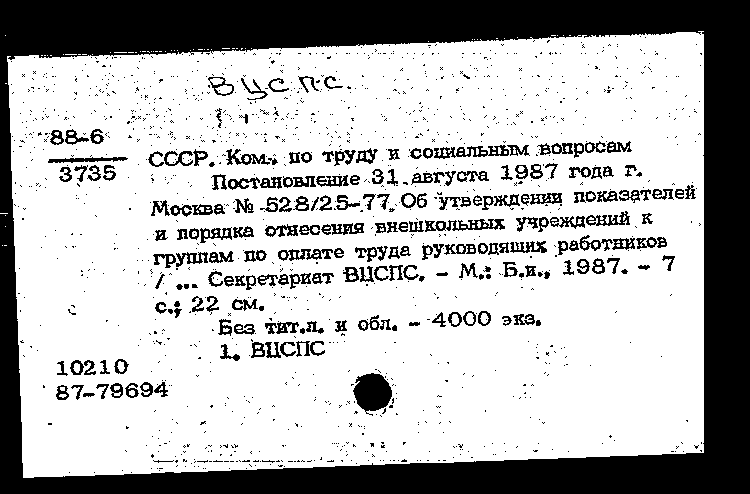 ВЦСПС.
88-6
3735
СССР. Ком. по труду и социальным вопросам
Постановление 31 августа 1987 года г.
Москва № 528/25-77. Об утверждении показателей
и порядка отнесения внешкольных учреждений к
группам по оплате труда руководящих работников
/ ... Секретариат ВЦСПС. - М.: Б.и., 1987. - 7
с.; 22 см.
Без тит.л. и обл. - 4000 экз.
1. ВЦСПС
10210
87-79694